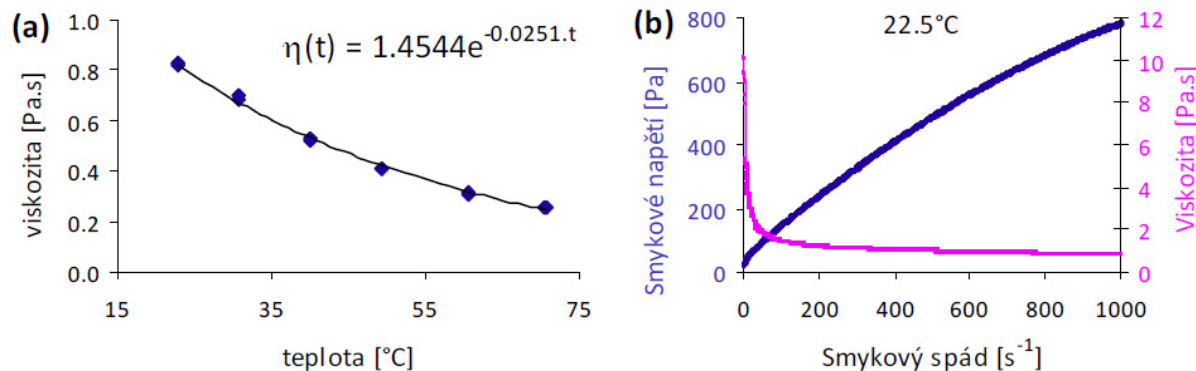 (a)
η(t) = 1.4544e^-0.0251.t
viskozita [Pa.s]
1.0
0.8
0.6
0.4
0.2
0.0
15 35 55 75
teplota [°C]
(b)
22.5°C
Smykové napětí [Pa]
800
600
400
200
0
12
10
8
6
4
2
0
Viskozita [Pa.s]
0 200 400 600 800 1000
Smykový spád [s^-1]